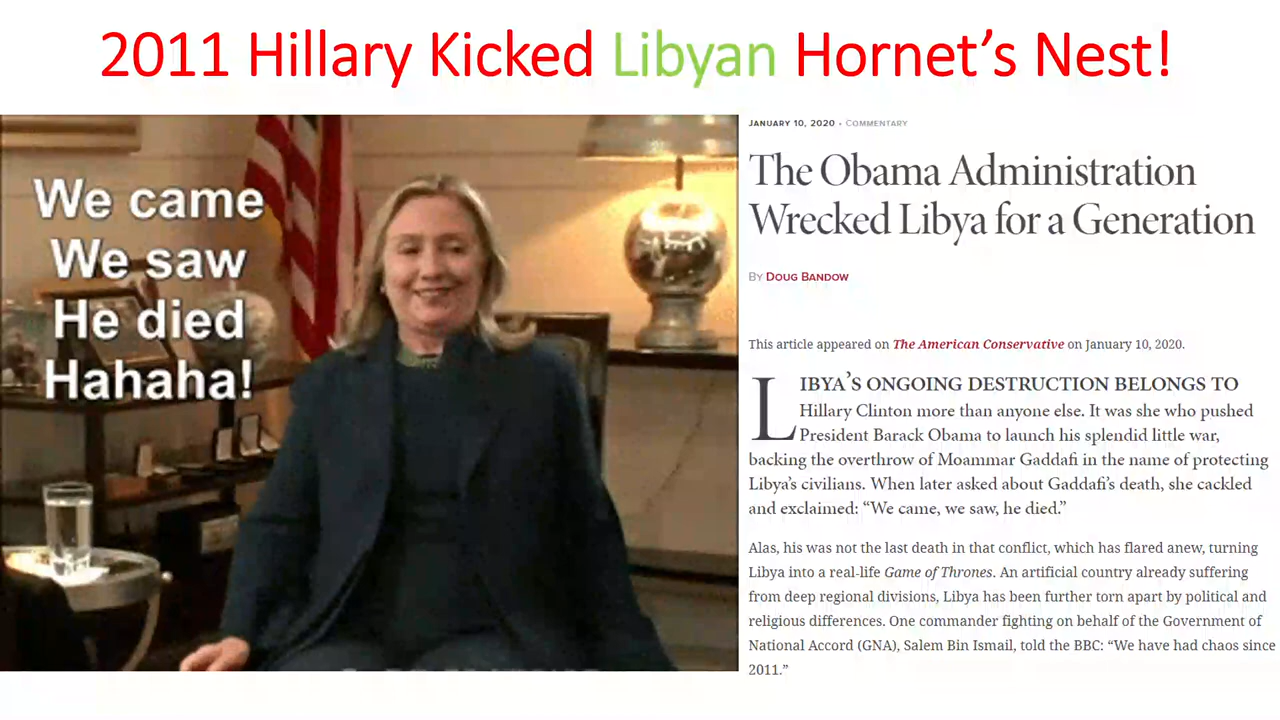 2011 Hillary Kicked Libyan Hornet’s Nest!
We came
We saw
He died
Hahaha!
JANUARY 10, 2020 • COMMENTARY
The Obama Administration
Wrecked Libya for a Generation
BY DOUG BANDOW
This article appeared on The American Conservative on January 10, 2020.
LIBYA’S ONGOING DESTRUCTION BELONGS TO
Hillary Clinton more than anyone else. It was she who pushed
President Barack Obama to launch his splendid little war,
backing the overthrow of Moammar Gaddafi in the name of protecting
Libya’s civilians. When later asked about Gaddafi’s death, she cackled
and exclaimed: “We came, we saw, he died.”
Alas, his was not the last death in that conflict, which has flared anew, turning
Libya into a real-life Game of Thrones. An artificial country already suffering
from deep regional divisions, Libya has been further torn apart by political and
religious differences. One commander fighting on behalf of the Government of
National Accord (GNA), Salem Bin Ismail, told the BBC: “We have had chaos since
2011.”